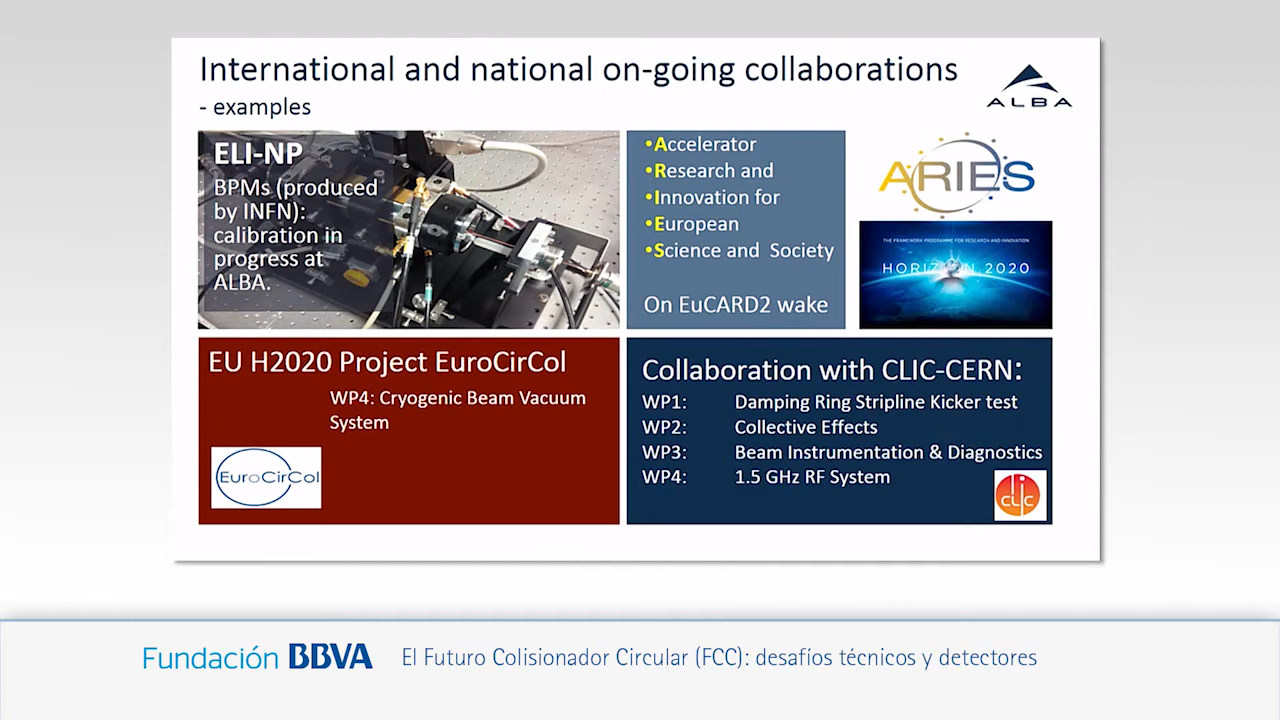 International and national on-going collaborations
- examples
ALBA
ELI-NP
BPMs (produced
by INFN):
calibration in
progress at
ALBA.
•Accelerator
•Research and
•Innovation for
•European
•Science and Society
On EuCARD2 wake
ARIES
THE FRAMEWORK PROGRAMME FOR RESEARCH AND INNOVATION
HORIZON 2020
EU H2020 Project EuroCirCol
WP4: Cryogenic Beam Vacuum
System
EuroCirCol
Collaboration with CLIC-CERN:
WP1: Damping Ring Stripline Kicker test
WP2: Collective Effects
WP3: Beam Instrumentation & Diagnostics
WP4: 1.5 GHz RF System
clic
Fundación BBVA El Futuro Colisionador Circular (FCC): desafíos técnicos y detectores